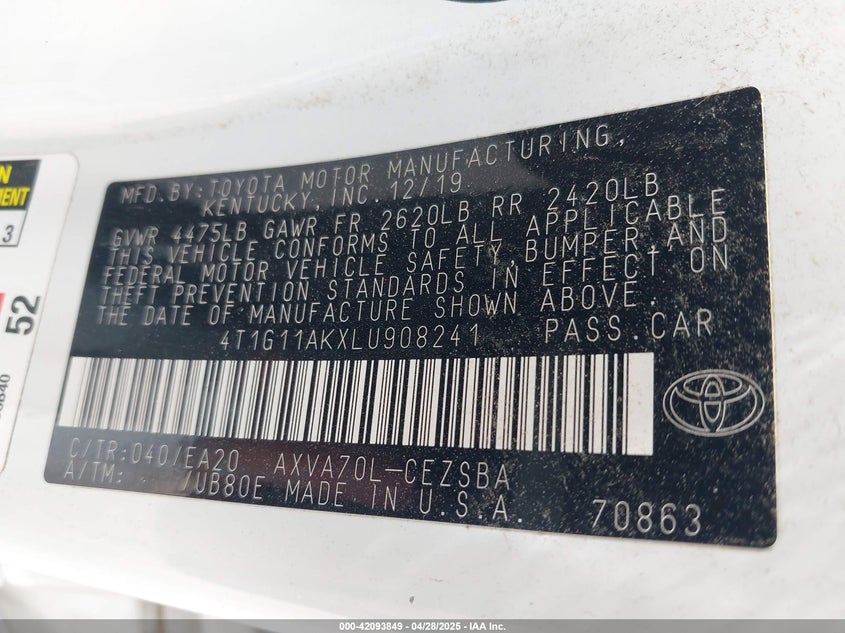 MFD.BY:TOYOTA MOTOR MANUFACTURING,
KENTUCKY, INC. 12/19
GVWR 4475LB GAWR FR 2620LB RR 2420LB
THIS VEHICLE CONFORMS TO ALL APPLICABLE
FEDERAL MOTOR VEHICLE SAFETY,BUMPER,AND
THEFT PREVENTION STANDARDS IN EFFECT ON
THE DATE OF MANUFACTURE SHOWN ABOVE.
4T1G11AKXLU908241 PASS.CAR
C/TR:040/EA20 AXVA70L-CEZSBA
A/TM: /UB80E MADE IN U.S.A. 70863
3
52
000-42093849 | 04/28/2025 - IAA Inc. | Copart